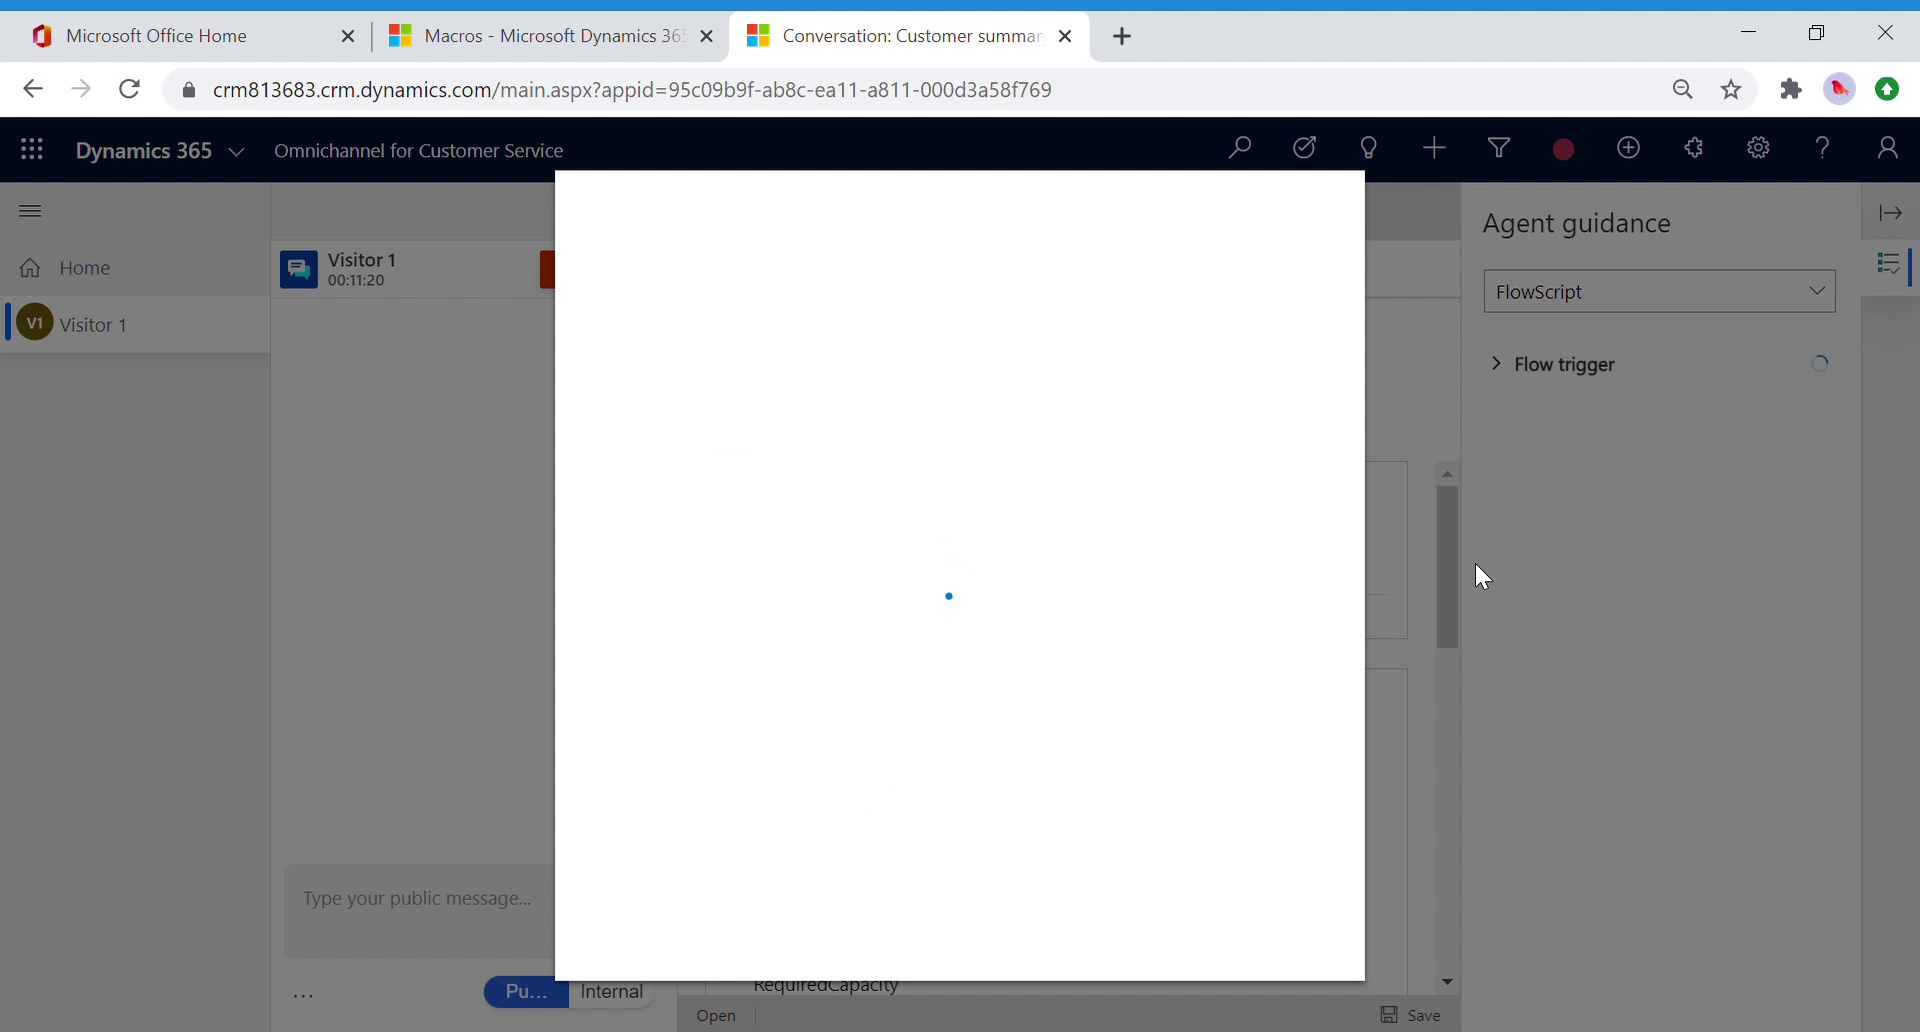 Microsoft Office Home
Macros - Microsoft Dynamics 365
Conversation: Customer summar
crm813683.crm.dynamics.com/main.aspx?appid=95c09b9f-ab8c-ea11-a811-000d3a58f769
Dynamics 365
Omnichannel for Customer Service
Home
V1
Visitor 1
Visitor 1
00:11:20
Agent guidance
FlowScript
Flow trigger
Type your public message...
Pu...
Internal
RequiredCapacity
Open
Save